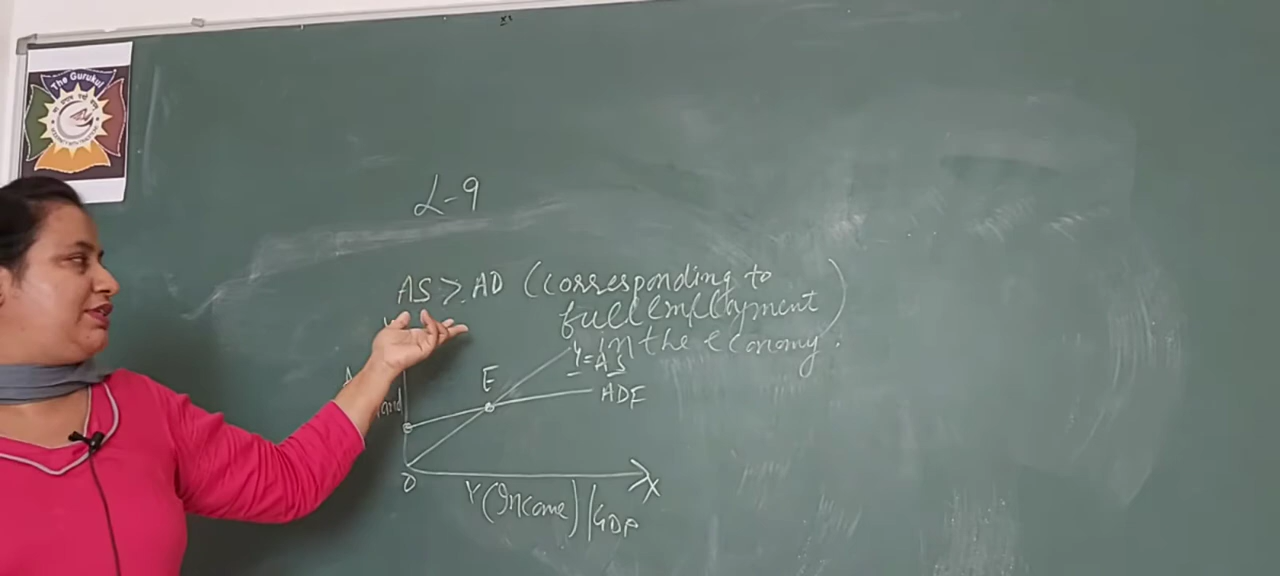 The Gurukul
L-9
AS > AD (corresponding to
full employment
in the economy.)
Y=AS
E
ADF
O
X
Y (Income) | GDP